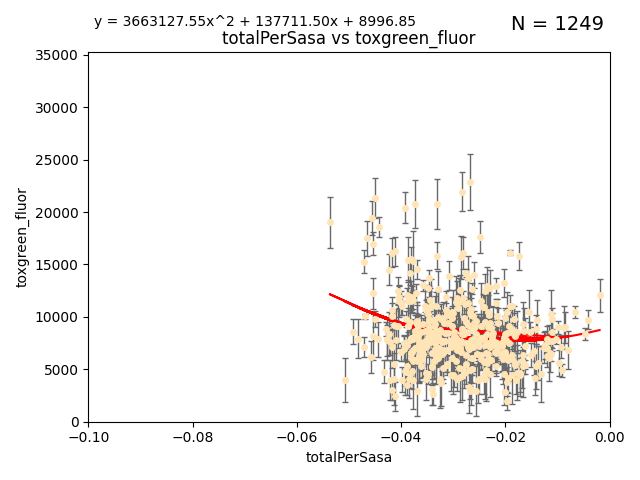 y = 3663127.55x^2 + 137711.50x + 8996.85
N = 1249
totalPerSasa vs toxgreen_fluor
35000
30000
25000
20000
15000
10000
5000
0
toxgreen_fluor
−0.10 −0.08 −0.06 −0.04 −0.02 0.00
totalPerSasa